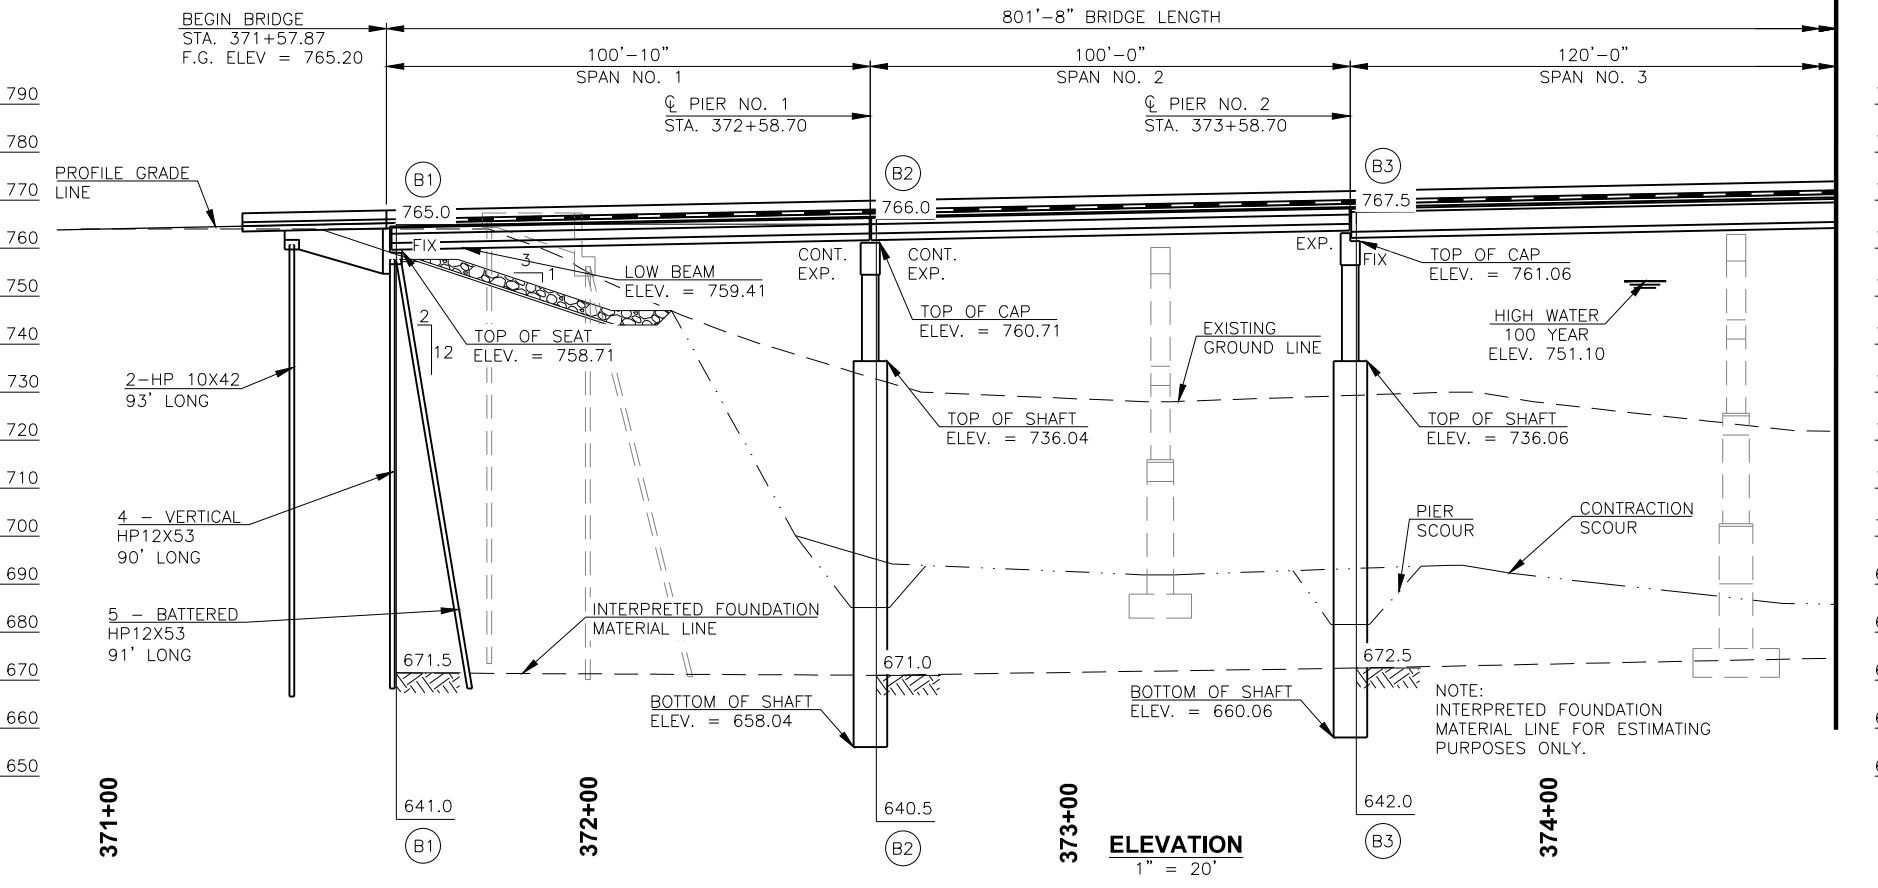 BEGIN BRIDGE
STA. 371+57.87
F.G. ELEV = 765.20
801'-8" BRIDGE LENGTH
100'-10"
SPAN NO. 1
100'-0"
SPAN NO. 2
120'-0"
SPAN NO. 3
℄ PIER NO. 1
STA. 372+58.70
℄ PIER NO. 2
STA. 373+58.70
790
780
770
760
750
740
730
720
710
700
690
680
670
660
650
PROFILE GRADE
LINE
B1
765.0
B2
766.0
B3
767.5
FIX
3
1
LOW BEAM
ELEV. = 759.41
CONT.
EXP.
CONT.
EXP.
EXP.
FIX
TOP OF CAP
ELEV. = 761.06
TOP OF CAP
ELEV. = 760.71
HIGH WATER
100 YEAR
ELEV. 751.10
2
12
TOP OF SEAT
ELEV. = 758.71
EXISTING
GROUND LINE
2-HP 10X42
93' LONG
TOP OF SHAFT
ELEV. = 736.04
TOP OF SHAFT
ELEV. = 736.06
4 - VERTICAL
HP12X53
90' LONG
PIER
SCOUR
CONTRACTION
SCOUR
5 - BATTERED
HP12X53
91' LONG
INTERPRETED FOUNDATION
MATERIAL LINE
671.5
671.0
672.5
BOTTOM OF SHAFT
ELEV. = 658.04
BOTTOM OF SHAFT
ELEV. = 660.06
NOTE:
INTERPRETED FOUNDATION
MATERIAL LINE FOR ESTIMATING
PURPOSES ONLY.
371+00
372+00
373+00
374+00
641.0
B1
640.5
B2
642.0
B3
ELEVATION
1" = 20'